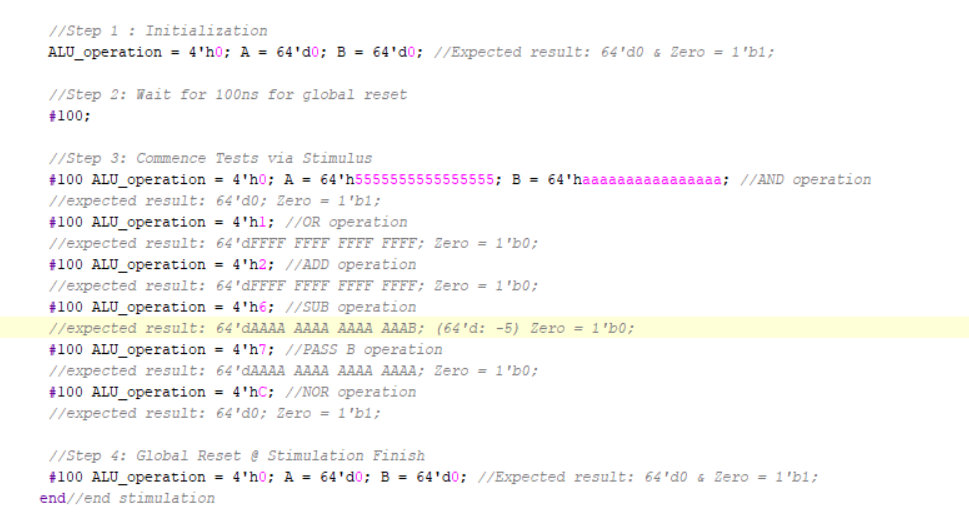 //Step 1 : Initialization
ALU_operation = 4'h0; A = 64'd0; B = 64'd0; //Expected result: 64'd0 & Zero = 1'b1;
//Step 2: Wait for 100ns for global reset
#100;
//Step 3: Commence Tests via Stimulus
#100 ALU_operation = 4'h0; A = 64'h5555555555555555; B = 64'haaaaaaaaaaaaaaaa; //AND operation
//expected result: 64'd0; Zero = 1'b1;
#100 ALU_operation = 4'h1; //OR operation
//expected result: 64'dFFFF FFFF FFFF FFFF; Zero = 1'b0;
#100 ALU_operation = 4'h2; //ADD operation
//expected result: 64'dFFFF FFFF FFFF FFFF; Zero = 1'b0;
#100 ALU_operation = 4'h6; //SUB operation
//expected result: 64'dAAAA AAAA AAAA AAAB; (64'd: -5) Zero = 1'b0;
#100 ALU_operation = 4'h7; //PASS B operation
//expected result: 64'dAAAA AAAA AAAA AAAA; Zero = 1'b0;
#100 ALU_operation = 4'hC; //NOR operation
//expected result: 64'd0; Zero = 1'b1;
//Step 4: Global Reset @ Stimulation Finish
#100 ALU_operation = 4'h0; A = 64'd0; B = 64'd0; //Expected result: 64'd0 & Zero = 1'b1;
end//end stimulation